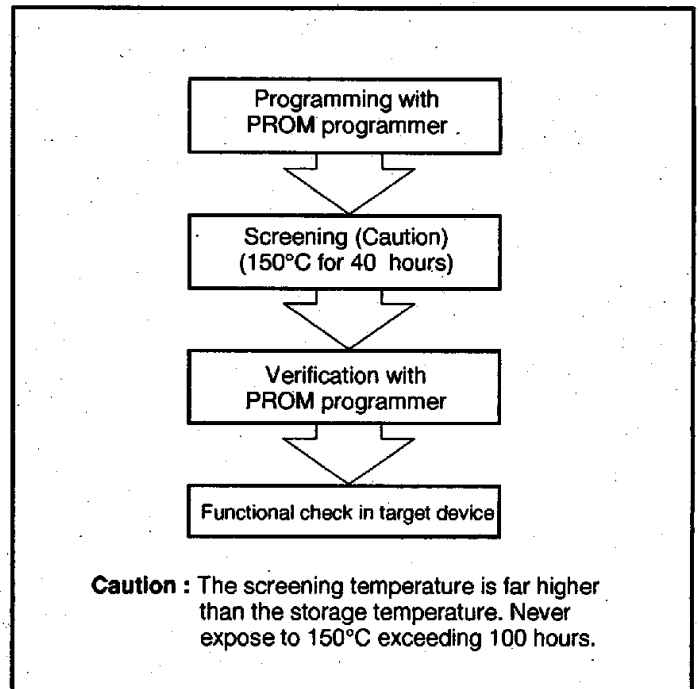 Programming with
PROM programmer
Screening (Caution)
(150°C for 40 hours)
Verification with
PROM programmer
Functional check in target device
Caution : The screening temperature is far higher
than the storage temperature. Never
expose to 150°C exceeding 100 hours.